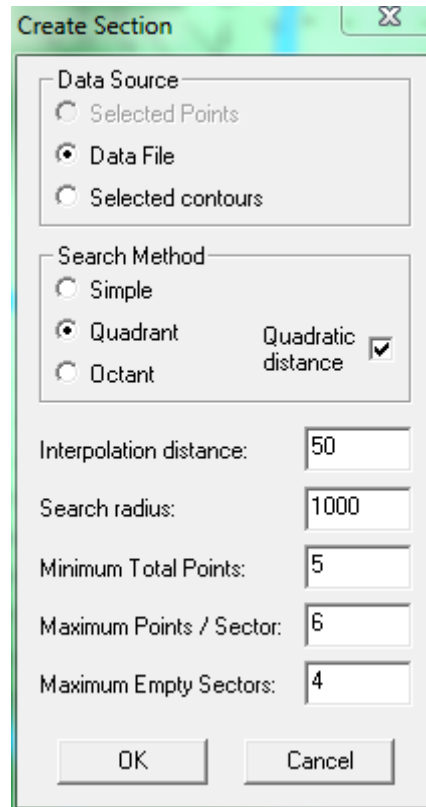 Create Section
Data Source
Selected Points
Data File
Selected contours
Search Method
Simple
Quadrant
Quadratic
distance
Octant
Interpolation distance: 50
Search radius: 1000
Minimum Total Points: 5
Maximum Points / Sector: 6
Maximum Empty Sectors: 4
OK Cancel